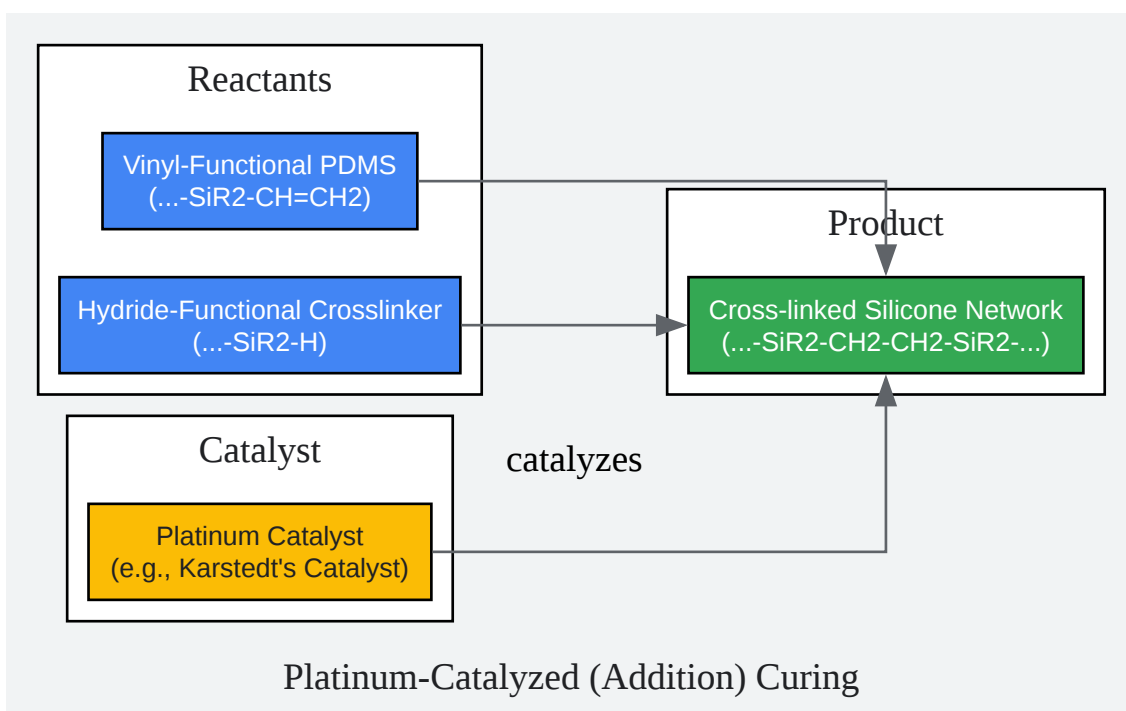 Reactants
Vinyl-Functional PDMS
(...-SiR2-CH=CH2)
Hydride-Functional Crosslinker
(...-SiR2-H)
Product
Cross-linked Silicone Network
(...-SiR2-CH2-CH2-SiR2-...)
Catalyst
catalyzes
Platinum Catalyst
(e.g., Karstedt's Catalyst)
Platinum-Catalyzed (Addition) Curing